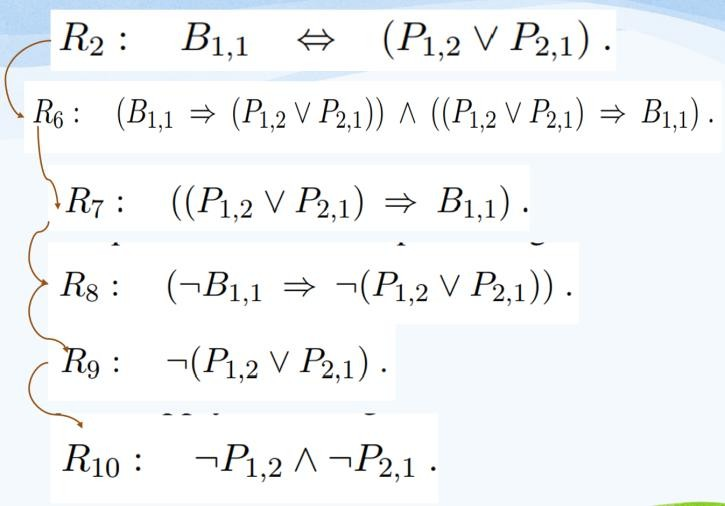 R₂ : B₁,₁ ⇔ (P₁,₂ ∨ P₂,₁) .
R₆ : (B₁,₁ ⇒ (P₁,₂ ∨ P₂,₁)) ∧ ((P₁,₂ ∨ P₂,₁) ⇒ B₁,₁) .
R₇ : ((P₁,₂ ∨ P₂,₁) ⇒ B₁,₁) .
R₈ : (¬B₁,₁ ⇒ ¬(P₁,₂ ∨ P₂,₁)) .
R₉ : ¬(P₁,₂ ∨ P₂,₁) .
R₁₀ : ¬P₁,₂ ∧ ¬P₂,₁ .